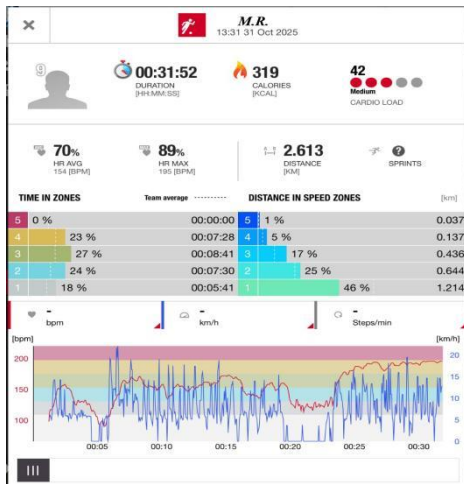 ×
M.R.
13:31 31 Oct 2025
9
00:31:52
DURATION
[HH:MM:SS]
319
CALORIES
[KCAL]
42
Medium
CARDIO LOAD
70%
HR AVG
154 [BPM]
89%
HR MAX
195 [BPM]
2.613
DISTANCE
[KM]
?
SPRINTS
TIME IN ZONES Team average ---------- DISTANCE IN SPEED ZONES [km]
5 0 % 00:00:00 5 1 % 0.037
4 23 % 00:07:28 4 5 % 0.137
3 27 % 00:08:41 3 17 % 0.436
2 24 % 00:07:30 2 25 % 0.644
1 18 % 00:05:41 1 46 % 1.214
- - -
bpm km/h Steps/min
[bpm] [km/h]
200 20
15
150 10
100 5
0
00:05 00:10 00:15 00:20 00:25 00:30